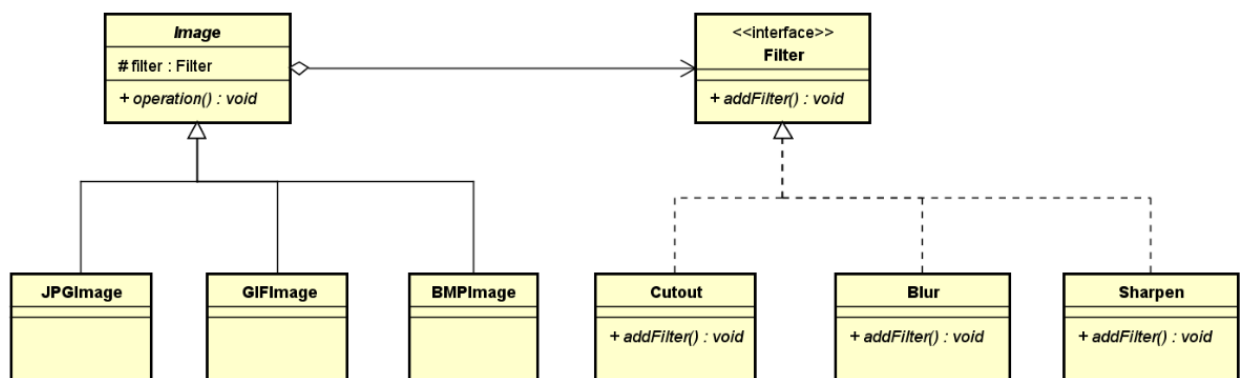 Image
# filter : Filter
+ operation() : void
<<interface>>
Filter
+ addFilter() : void
JPGImage
GIFImage
BMPImage
Cutout
+ addFilter() : void
Blur
+ addFilter() : void
Sharpen
+ addFilter() : void